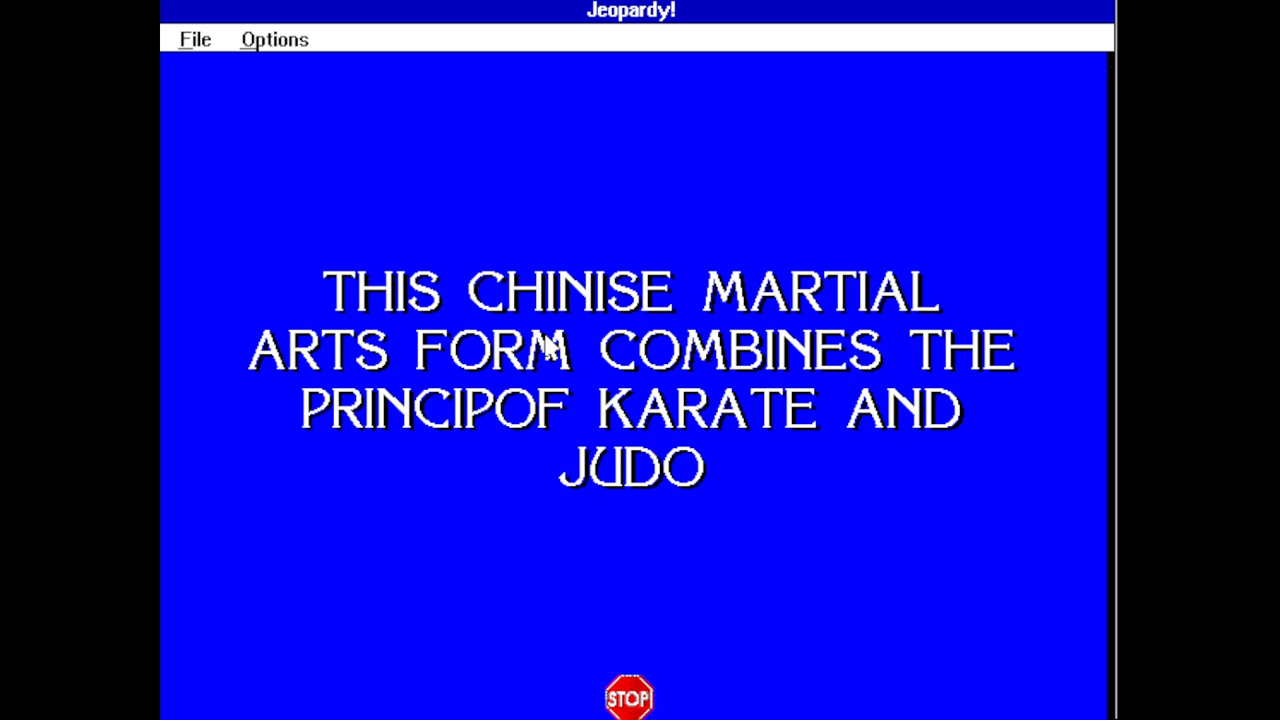 Jeopardy!
File Options
THIS CHINISE MARTIAL
ARTS FORM COMBINES THE
PRINCIPOF KARATE AND
JUDO
STOP